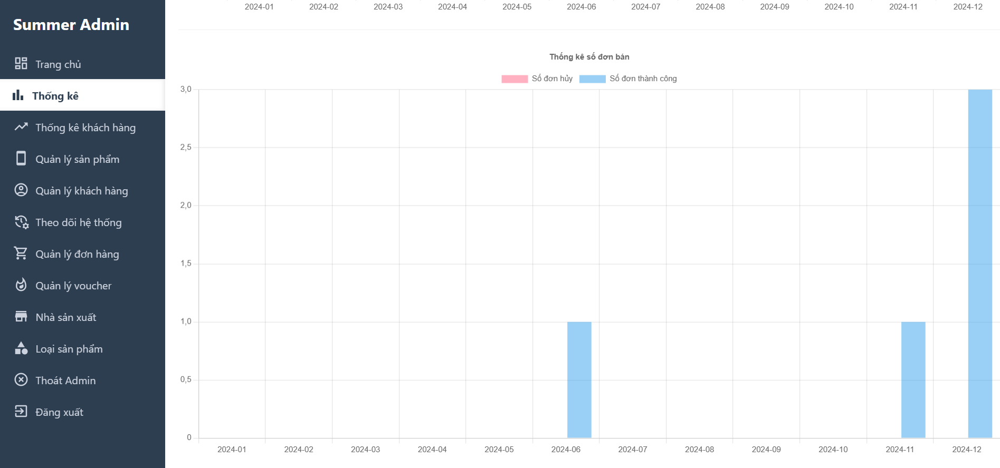 Summer Admin
Trang chủ
Thống kê
Thống kê khách hàng
Quản lý sản phẩm
Quản lý khách hàng
Theo dõi hệ thống
Quản lý đơn hàng
Quản lý voucher
Nhà sản xuất
Loại sản phẩm
Thoát Admin
Đăng xuất
2024-01 2024-02 2024-03 2024-04 2024-05 2024-06 2024-07 2024-08 2024-09 2024-10 2024-11 2024-12
Thống kê số đơn bán
Số đơn hủy Số đơn thành công
3,0
2,5
2,0
1,5
1,0
0,5
0
2024-01 2024-02 2024-03 2024-04 2024-05 2024-06 2024-07 2024-08 2024-09 2024-10 2024-11 2024-12